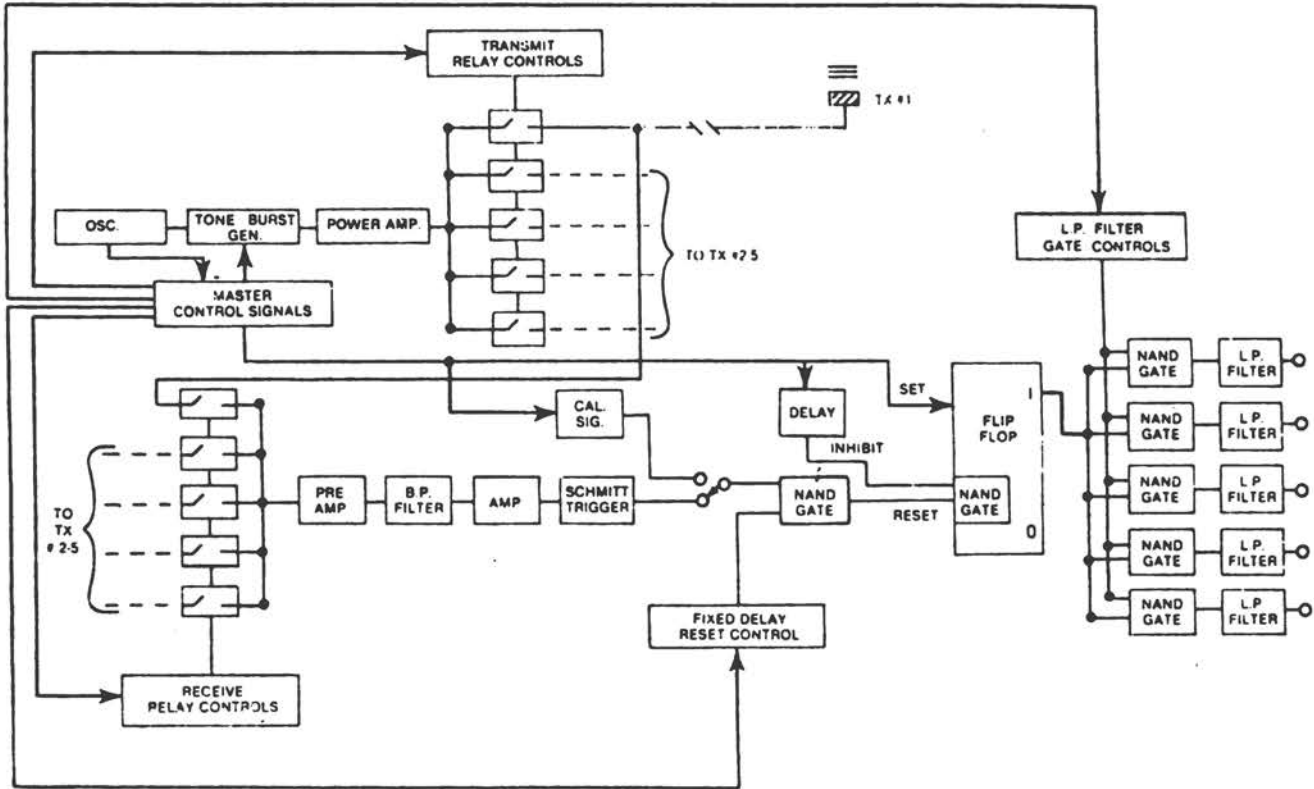 TRANSMIT
RELAY CONTROLS
TX #1
OSC.
TONE BURST
GEN.
POWER AMP.
TO TX #2-5
L.P. FILTER
GATE CONTROLS
MASTER
CONTROL SIGNALS
NAND
GATE
L.P.
FILTER
SET
I
CAL.
SIG.
DELAY
FLIP
FLOP
NAND
GATE
L.P.
FILTER
INHIBIT
TO
TX
# 2-5
PRE
AMP
B.P.
FILTER
AMP
SCHMITT
TRIGGER
NAND
GATE
RESET
NAND
GATE
O
NAND
GATE
L.P.
FILTER
NAND
GATE
L.P.
FILTER
NAND
GATE
L.P.
FILTER
FIXED DELAY
RESET CONTROL
RECEIVE
RELAY CONTROLS